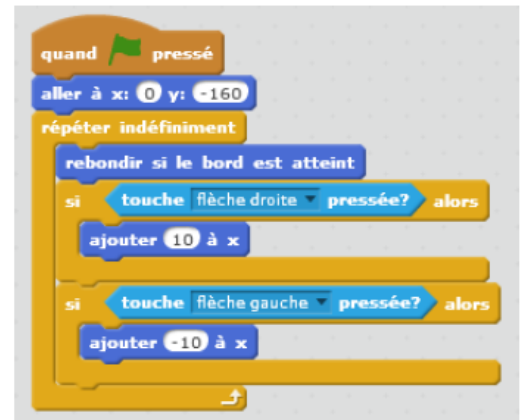 quand pressé
aller à x: 0 y: -160
répéter indéfiniment
rebondir si le bord est atteint
si touche flèche droite pressée? alors
ajouter 10 à x
si touche flèche gauche pressée? alors
ajouter -10 à x